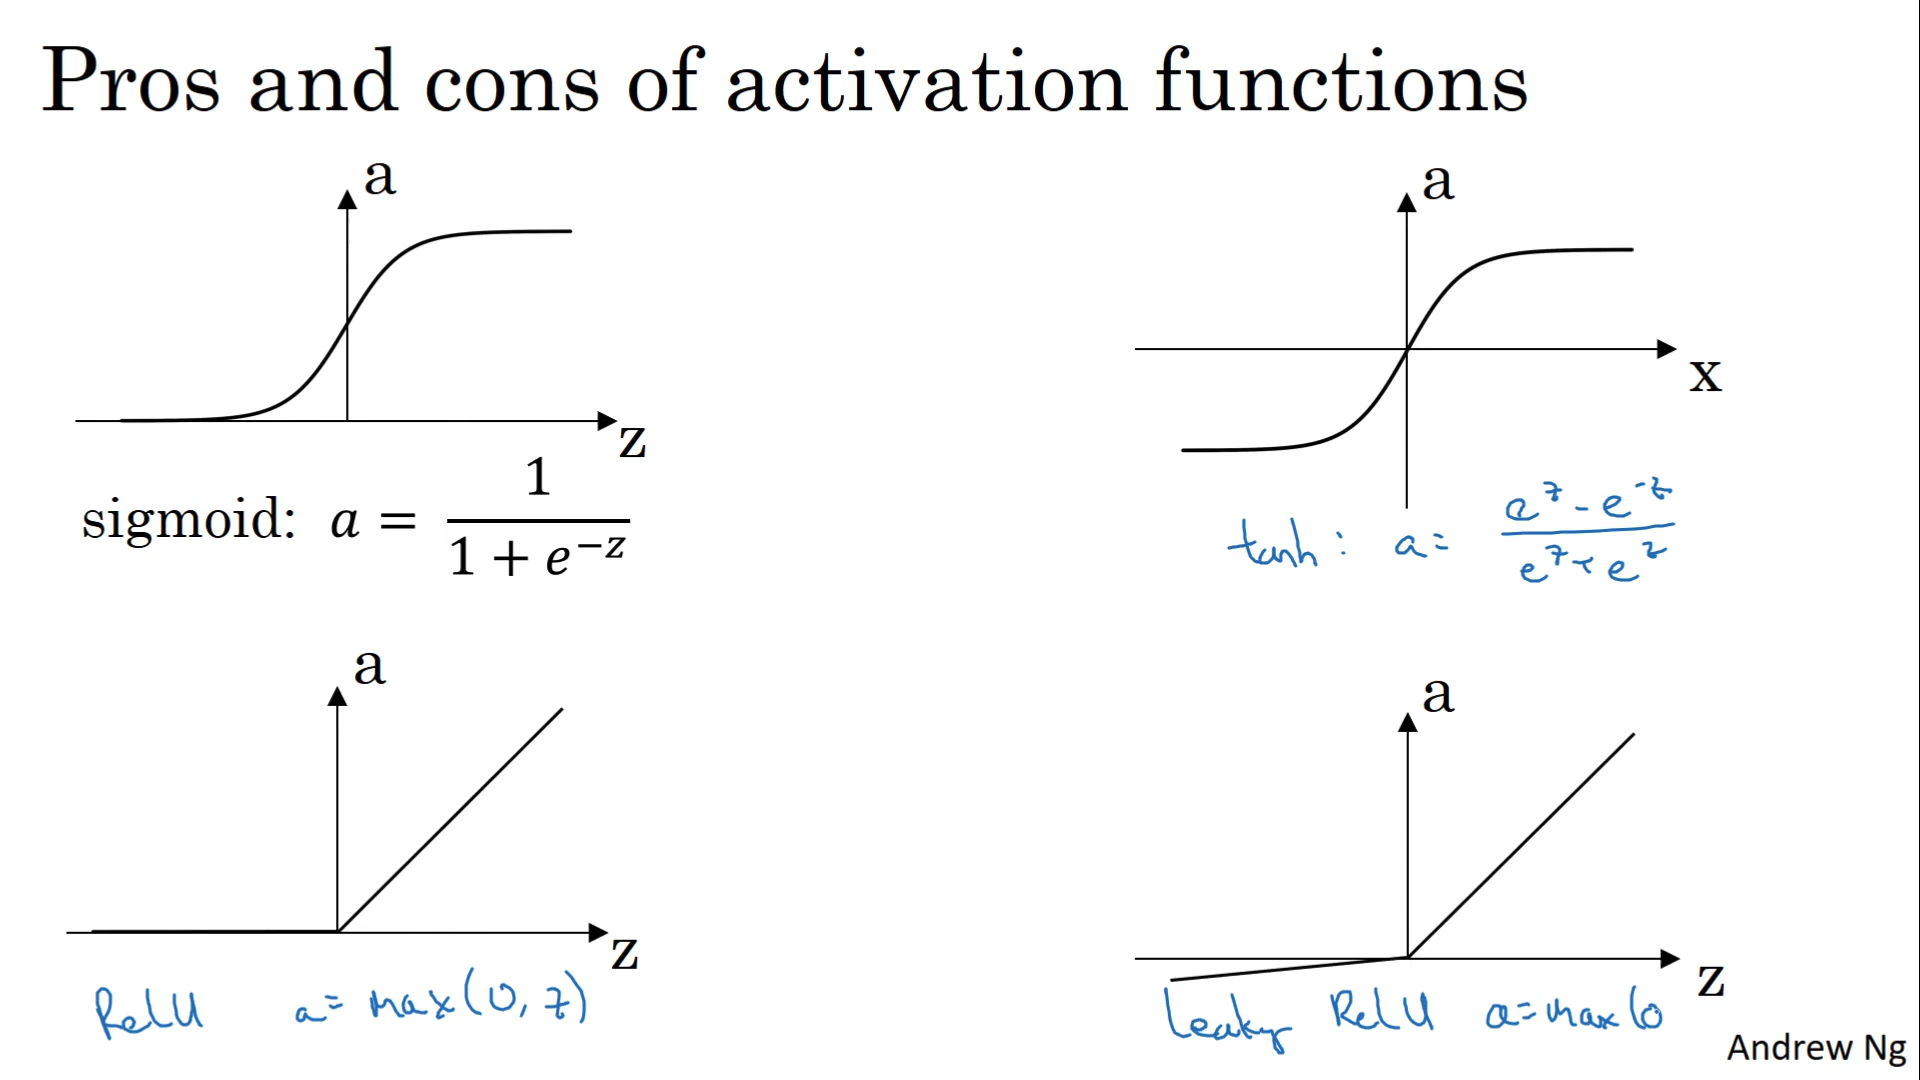 Pros and cons of activation functions
a
z
sigmoid: a = 1 / 1 + e^−z
a
x
tanh : a = e^z - e^-z / e^z + e^z
a
z
ReLU a = max(0, z)
a
z
Leaky ReLU a = max(0
Andrew Ng